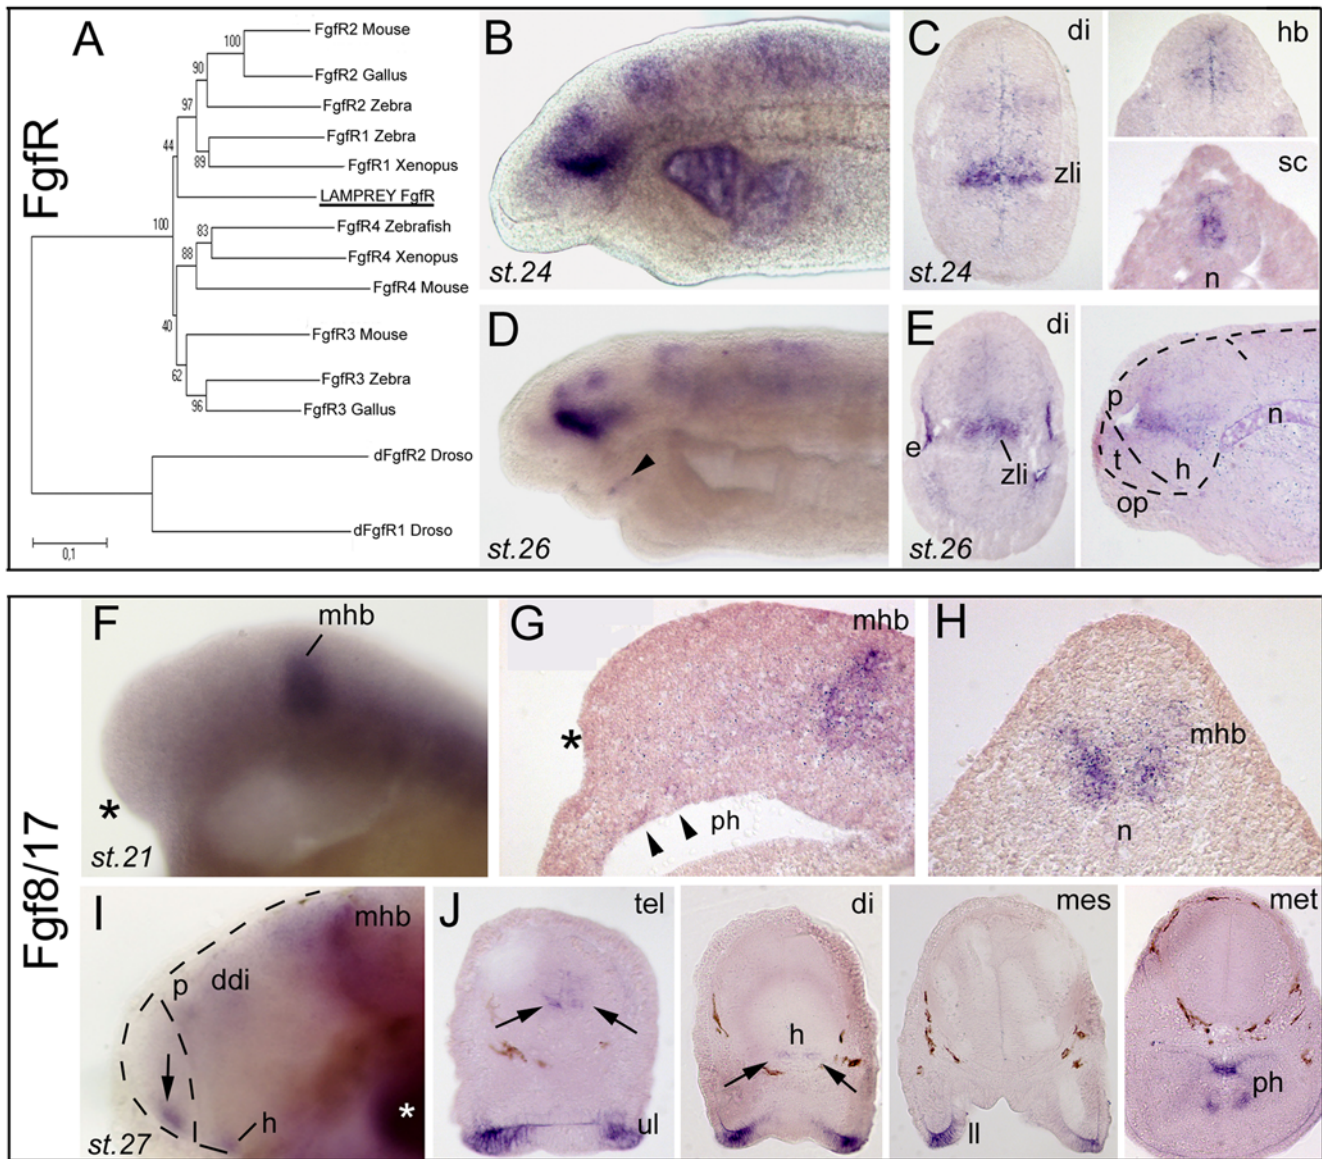 FgfR
A
FgfR2 Mouse
100
FgfR2 Gallus
90
FgfR2 Zebra
97
FgfR1 Zebra
44
89
FgfR1 Xenopus
LAMPREY FgfR
100
FgfR4 Zebrafish
83
88
FgfR4 Xenopus
FgfR4 Mouse
40
FgfR3 Mouse
62
FgfR3 Zebra
96
FgfR3 Gallus
dFgfR2 Droso
dFgfR1 Droso
0,1
B
st.24
C
di
zli
st.24
hb
sc
n
D
st.26
E
di
e
zli
st.26
p
n
t
h
op
Fgf8/17
F
mhb
*
st.21
G
mhb
*
ph
H
mhb
n
I
mhb
p
ddi
h
*
st.27
J
tel
ul
di
h
mes
ll
met
ph